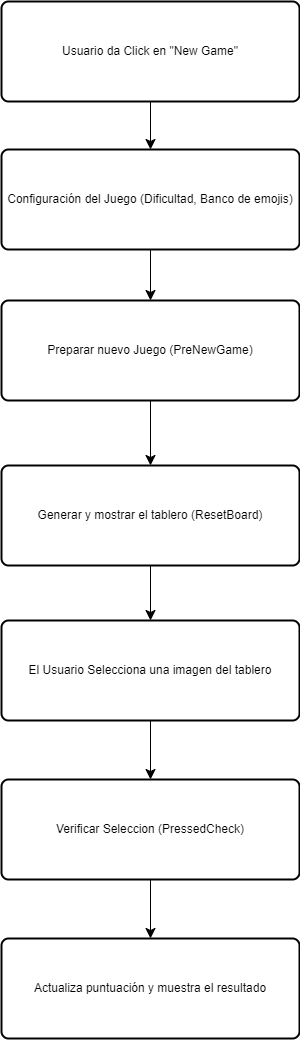 Usuario da Click en "New Game"
Configuración del Juego (Dificultad, Banco de emojis)
Preparar nuevo Juego (PreNewGame)
Generar y mostrar el tablero (ResetBoard)
El Usuario Selecciona una imagen del tablero
Verificar Seleccion (PressedCheck)
Actualiza puntuación y muestra el resultado